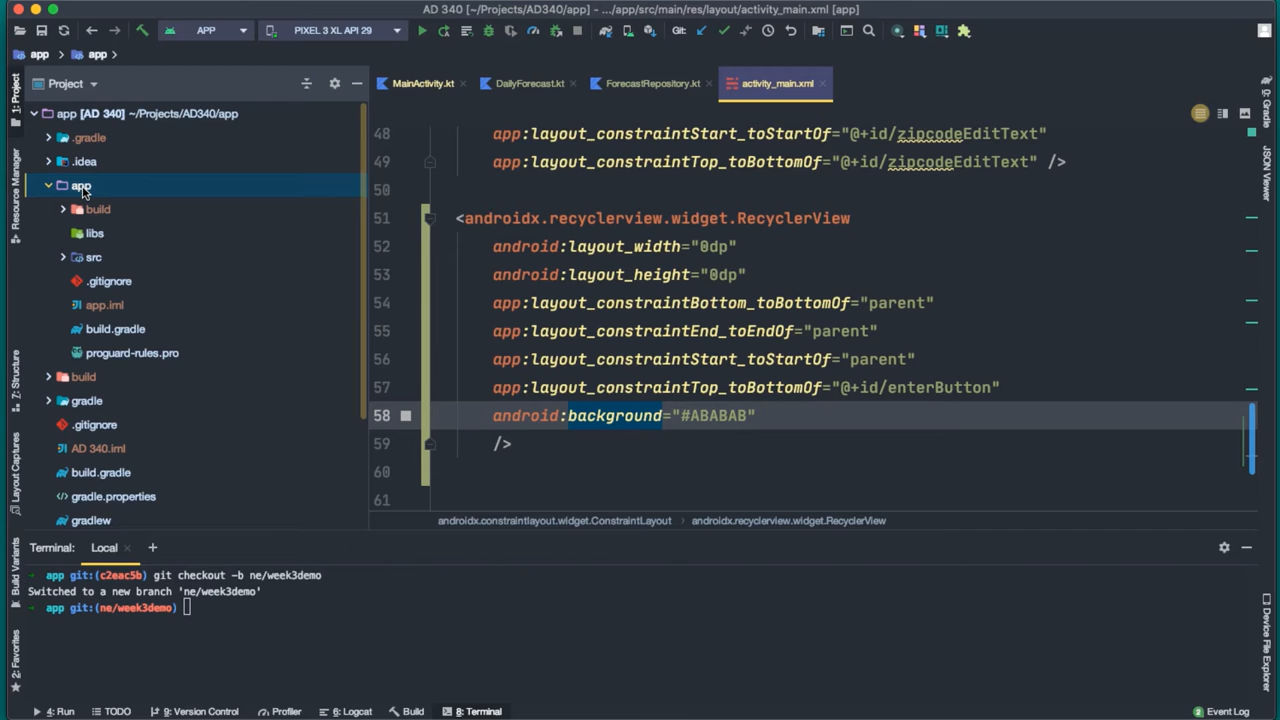 AD 340 [~/Projects/AD340/app] - .../app/src/main/res/layout/activity_main.xml [app]
APP
PIXEL 3 XL API 29
Git:
app
app
1: Project
Resource Manager
7: Structure
Layout Captures
Build Variants
2: Favorites
Project
app [AD 340] ~/Projects/AD340/app
.gradle
.idea
app
build
libs
src
.gitignore
app.iml
build.gradle
proguard-rules.pro
build
gradle
.gitignore
AD 340.iml
build.gradle
gradle.properties
gradlew
MainActivity.kt
DailyForecast.kt
ForecastRepository.kt
activity_main.xml
48 app:layout_constraintStart_toStartOf="@+id/zipcodeEditText"
49 app:layout_constraintTop_toBottomOf="@+id/zipcodeEditText" />
50
51 <androidx.recyclerview.widget.RecyclerView
52 android:layout_width="0dp"
53 android:layout_height="0dp"
54 app:layout_constraintBottom_toBottomOf="parent"
55 app:layout_constraintEnd_toEndOf="parent"
56 app:layout_constraintStart_toStartOf="parent"
57 app:layout_constraintTop_toBottomOf="@+id/enterButton"
58 android:background="#ABABAB"
59 />
60
61
androidx.constraintlayout.widget.ConstraintLayout
androidx.recyclerview.widget.RecyclerView
Gradle
JSON Viewer
Device File Explorer
Terminal: Local
app git:(c2eac5b) git checkout -b ne/week3demo
Switched to a new branch 'ne/week3demo'
app git:(ne/week3demo)
4: Run
TODO
9: Version Control
Profiler
6: Logcat
Build
8: Terminal
2 Event Log